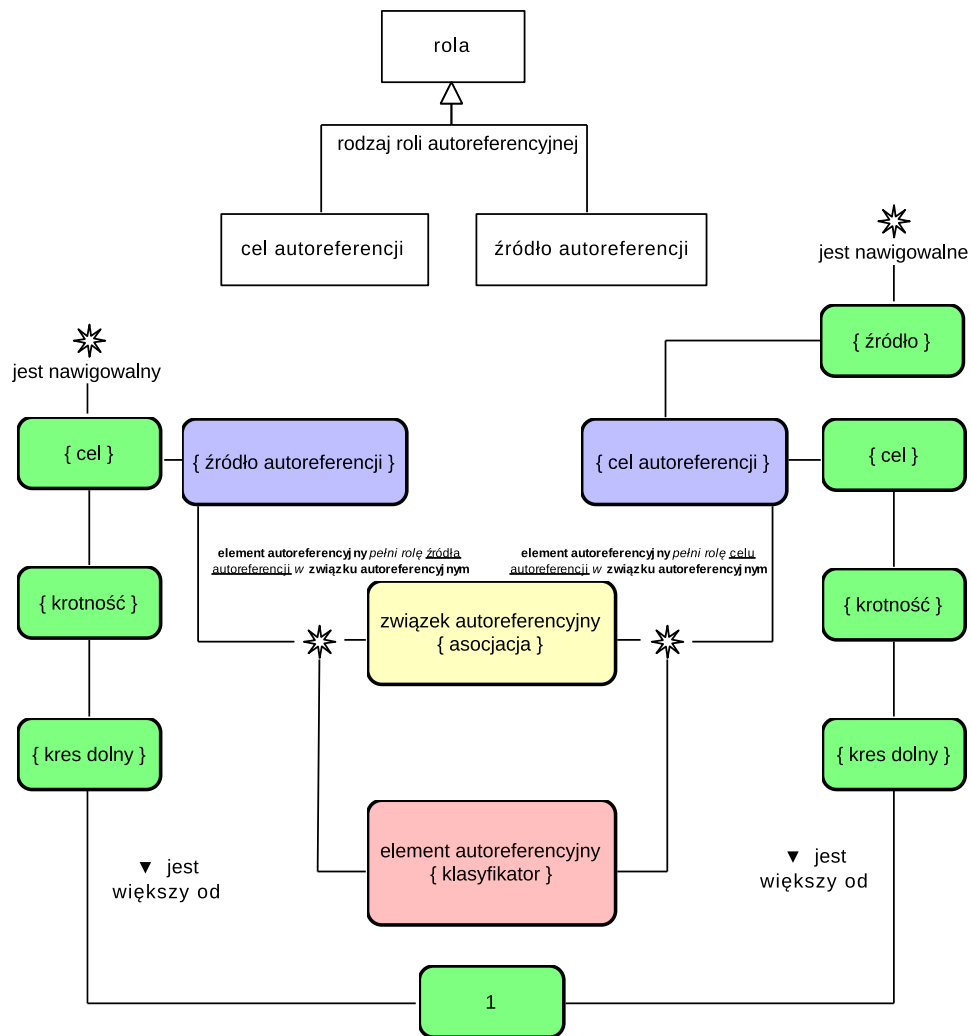 rola
rodzaj roli autoreferencyjnej
cel autoreferencji
źródło autoreferencji
jest nawigowalne
{ źródło }
jest nawigowalny
{ cel }
{ źródło autoreferencji }
{ cel autoreferencji }
{ cel }
element autoreferencyjny pełni rolę źródła
autoreferencji w związku autoreferencyjnym
element autoreferencyjny pełni rolę celu
autoreferencji w związku autoreferencyjnym
{ krotność }
związek autoreferencyjny
{ asocjacja }
{ krotność }
{ kres dolny }
{ kres dolny }
element autoreferencyjny
{ klasyfikator }
▼ jest
większy od
▼ jest
większy od
1